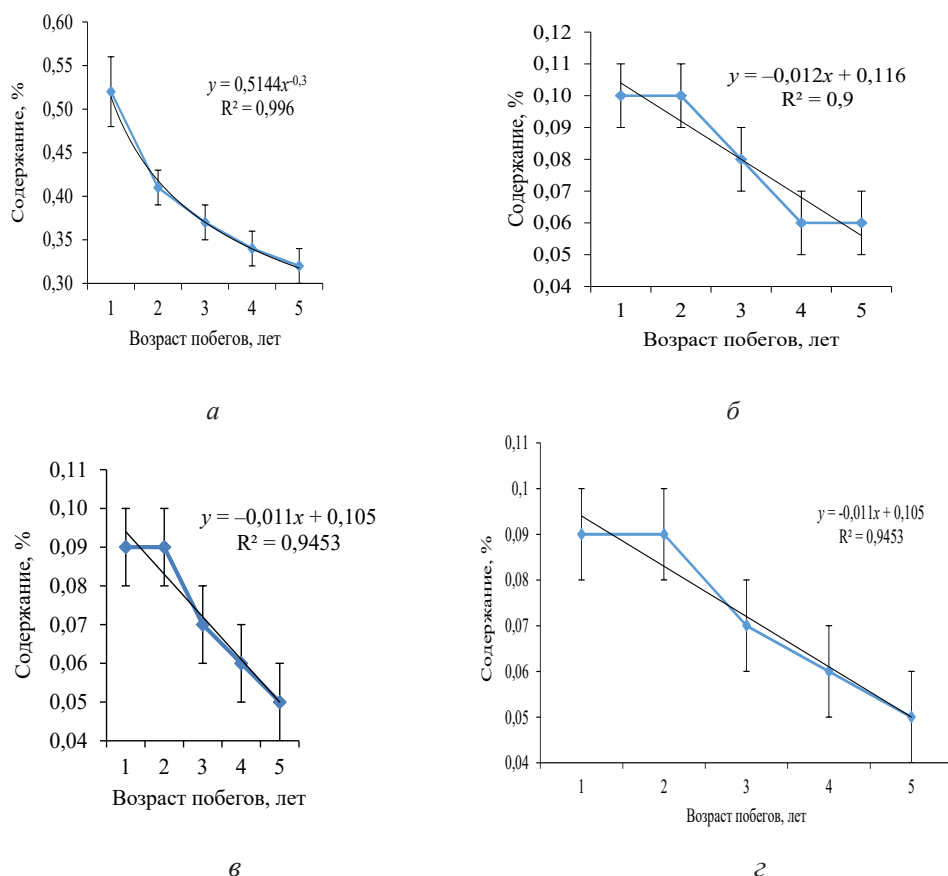 0,60
0,55
0,50
0,45
0,40
0,35
0,30
Содержание, %
y = 0,5144x^-0,3
R² = 0,996
1 2 3 4 5
Возраст побегов, лет
а
0,12
0,11
0,10
0,09
0,08
0,07
0,06
0,05
0,04
Содержание, %
y = –0,012x + 0,116
R² = 0,9
1 2 3 4 5
Возраст побегов, лет
б
0,11
0,10
0,09
0,08
0,07
0,06
0,05
0,04
Содержание, %
y = –0,011x + 0,105
R² = 0,9453
1 2 3 4 5
Возраст побегов, лет
в
0,11
0,1
0,09
0,08
0,07
0,06
0,05
0,04
Содержание, %
y = -0,011x + 0,105
R² = 0,9453
1 2 3 4 5
Возраст побегов, лет
г